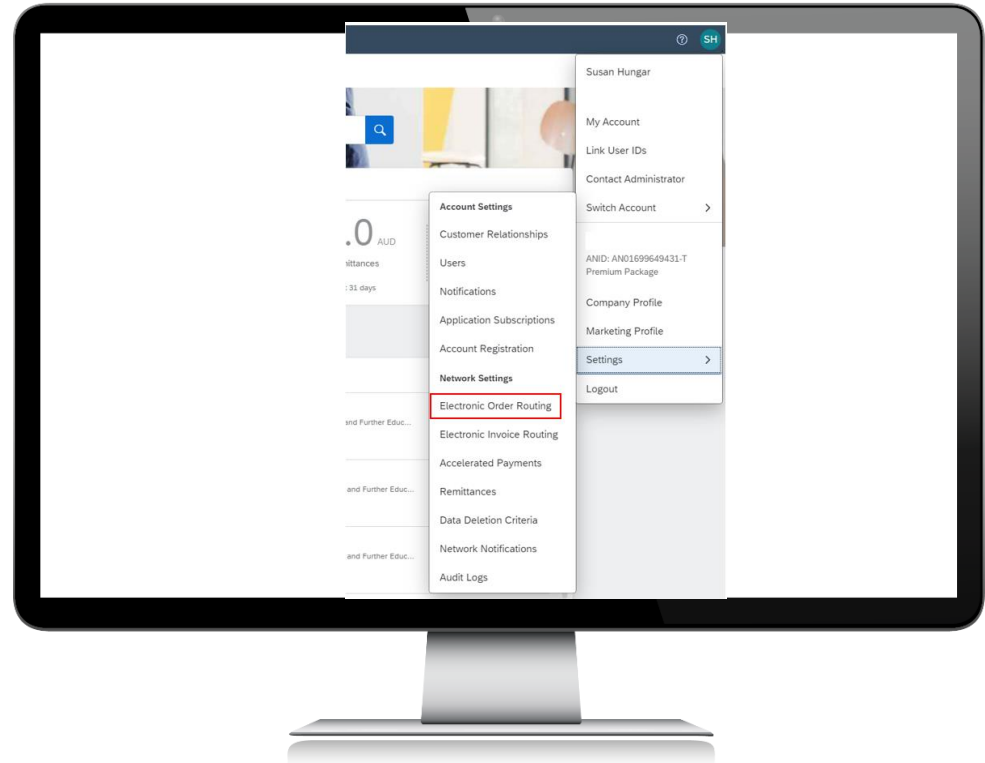 SH
Susan Hungar
My Account
Link User IDs
Contact Administrator
Switch Account
ANID: AN01699649431-T
Premium Package
Company Profile
Marketing Profile
Settings
Logout
Account Settings
Customer Relationships
Users
Notifications
Application Subscriptions
Account Registration
Network Settings
Electronic Order Routing
Electronic Invoice Routing
Accelerated Payments
Remittances
Data Deletion Criteria
Network Notifications
Audit Logs
.0 AUD
ittances
31 days
and Further Educ...
and Further Educ...
and Further Educ...